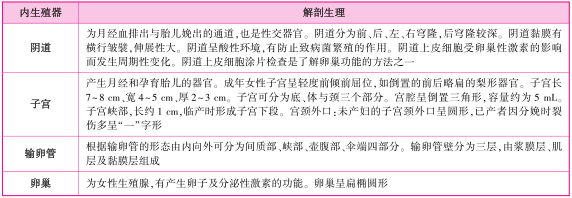 内生殖器 解剖生理
为月经血排出与胎儿娩出的通道,也是性交器官。阴道分为前、后、左、右穹隆,后穹隆较深。阴道黏膜有
横行皱襞,伸展性大。阴道呈酸性环境,有防止致病菌繁殖的作用。阴道上皮细胞受卵巢性激素的影响
而发生周期性变化。阴道上皮细胞涂片检查是了解卵巢功能的方法之一
阴道
产生月经和孕育胎儿的器官。成年女性子宫呈轻度前倾前屈位,如倒置的前后略扁的梨形器官。子宫长
7~8 cm、宽 4~5 cm、厚 2~3 cm。子宫可分为底、体与颈三个部分。宫腔呈倒置三角形,容量约为 5 mL。
子宫峡部,长约 1 cm,临产时形成子宫下段。宫颈外口:未产妇的子宫颈外口呈圆形,已产者因分娩时裂
伤多呈“一”字形
子宫
根据输卵管的形态由内向外可分为间质部、峡部、壶腹部、伞端四部分。输卵管壁分为三层,由浆膜层、肌
层及黏膜层组成
输卵管
卵巢 为女性生殖腺,有产生卵子及分泌性激素的功能。卵巢呈扁椭圆形